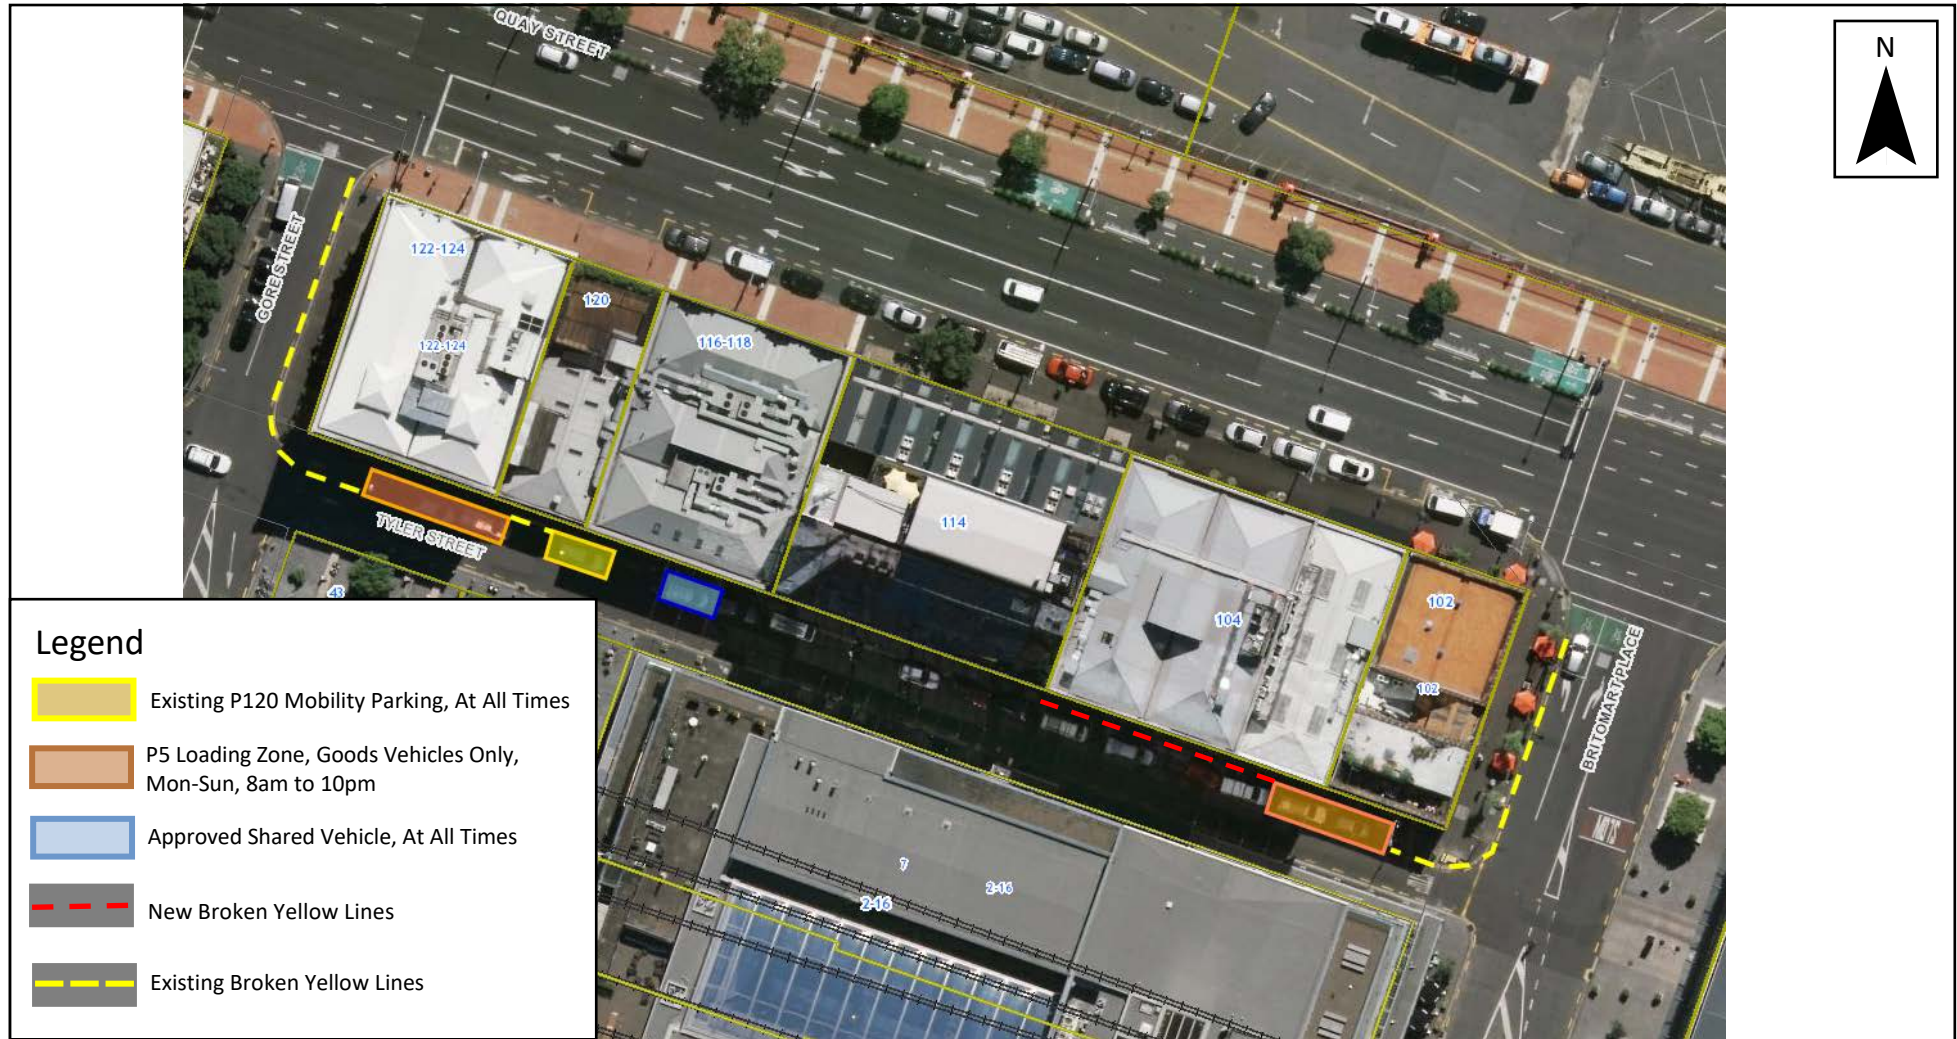 QUAY STREET
N
GORE STREET
122-124
122-124
120
116-118
114
104
102
102
TYLER STREET
43
BRITOMART PLACE
7
2-16
2-16
Legend
Existing P120 Mobility Parking, At All Times
P5 Loading Zone, Goods Vehicles Only,
Mon-Sun, 8am to 10pm
Approved Shared Vehicle, At All Times
New Broken Yellow Lines
Existing Broken Yellow Lines